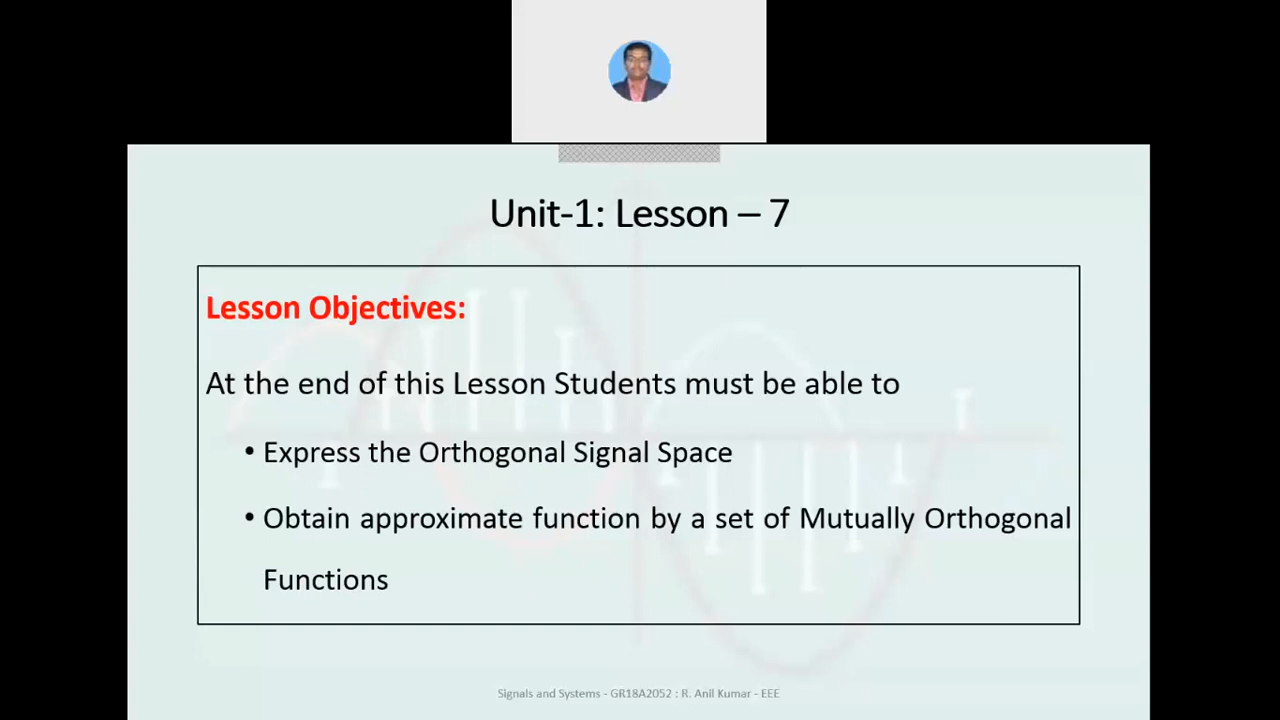 Unit-1: Lesson – 7
Lesson Objectives:
At the end of this Lesson Students must be able to
• Express the Orthogonal Signal Space
• Obtain approximate function by a set of Mutually Orthogonal
Functions
Signals and Systems - GR18A2052 : R. Anil Kumar - EEE